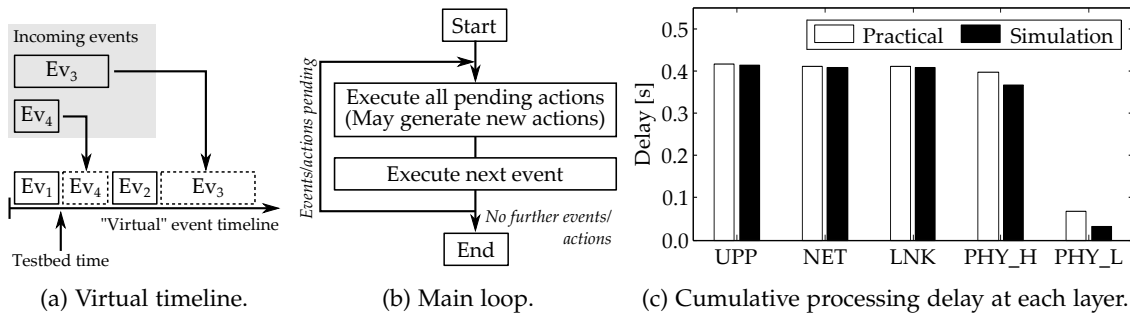 Incoming events
Ev3
Ev4
Ev1
Ev4
Ev2
Ev3
"Virtual" event timeline
Testbed time
(a) Virtual timeline.
Start
Events/actions pending
Execute all pending actions
(May generate new actions)
Execute next event
No further events/
actions
End
(b) Main loop.
Practical
Simulation
Delay [s]
0.5
0.4
0.3
0.2
0.1
0.0
UPP NET LNK PHY_H PHY_L
(c) Cumulative processing delay at each layer.